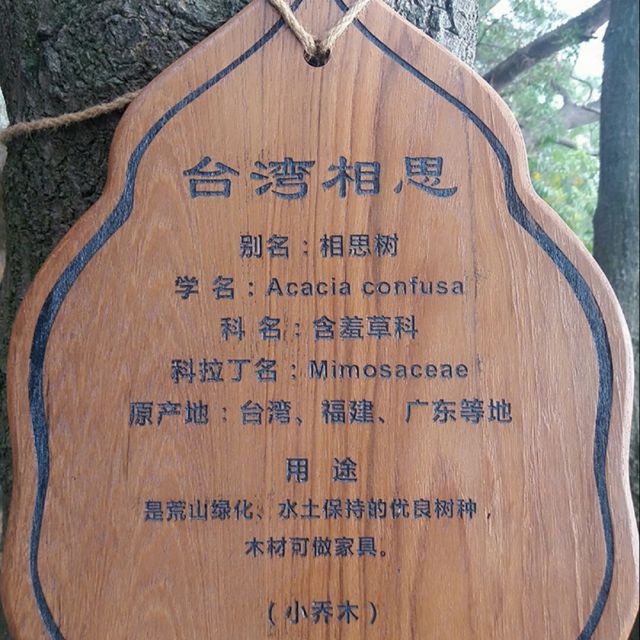 台湾相思
别名：相思树
学 名：Acacia confusa
科 名：含羞草科
科拉丁名：Mimosaceae
原产地：台湾、福建、广东等地
用 途
是荒山绿化、水土保持的优良树种，
木材可做家具。
（小乔木）